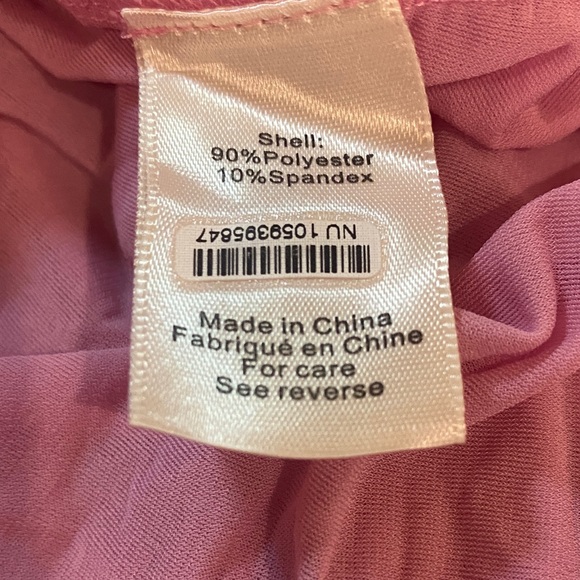 Shell:
90%Polyester
10%Spandex
NU 1059395847
Made in China
Fabriqué en Chine
For care
See reverse